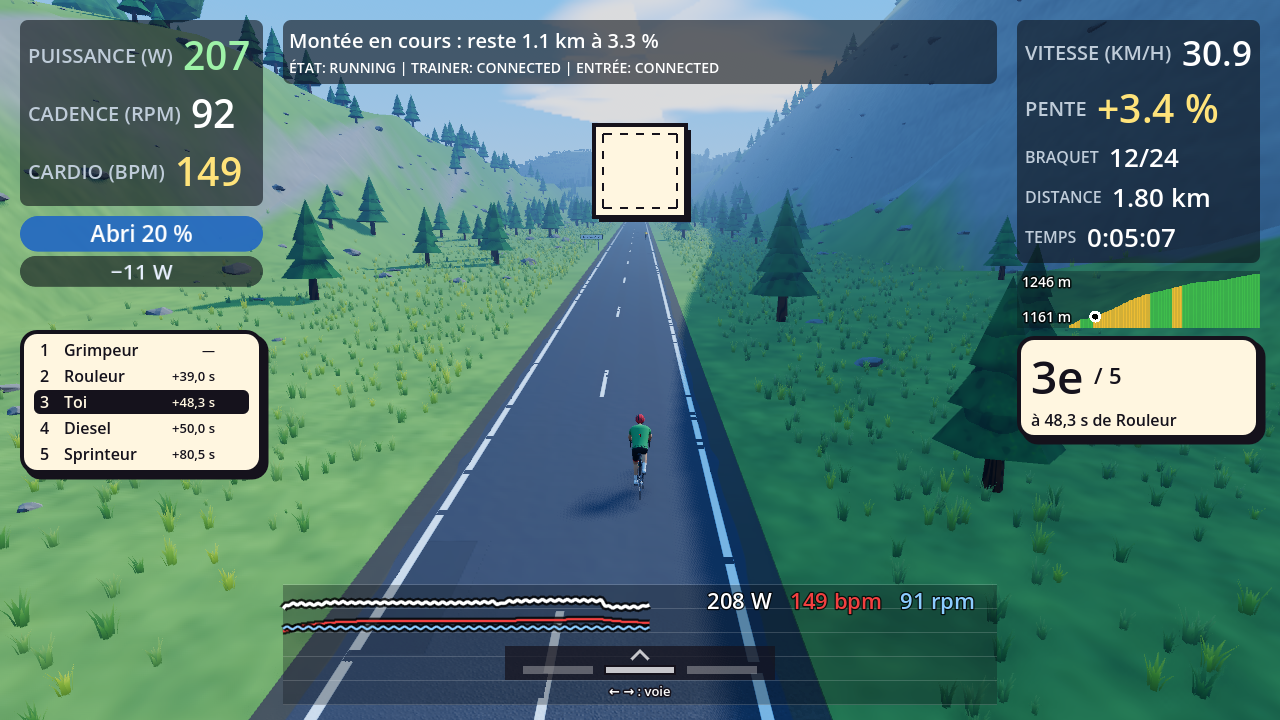 PUISSANCE (W) 207
CADENCE (RPM) 92
CARDIO (BPM) 149
Abri 20 %
−11 W
1 Grimpeur —
2 Rouleur +39,0 s
3 Toi +48,3 s
4 Diesel +50,0 s
5 Sprinteur +80,5 s
Montée en cours : reste 1.1 km à 3.3 %
ÉTAT: RUNNING | TRAINER: CONNECTED | ENTRÉE: CONNECTED
VITESSE (KM/H) 30.9
PENTE +3.4 %
BRAQUET 12/24
DISTANCE 1.80 km
TEMPS 0:05:07
1246 m
1161 m
3e / 5
à 48,3 s de Rouleur
208 W 149 bpm 91 rpm
← → : voie